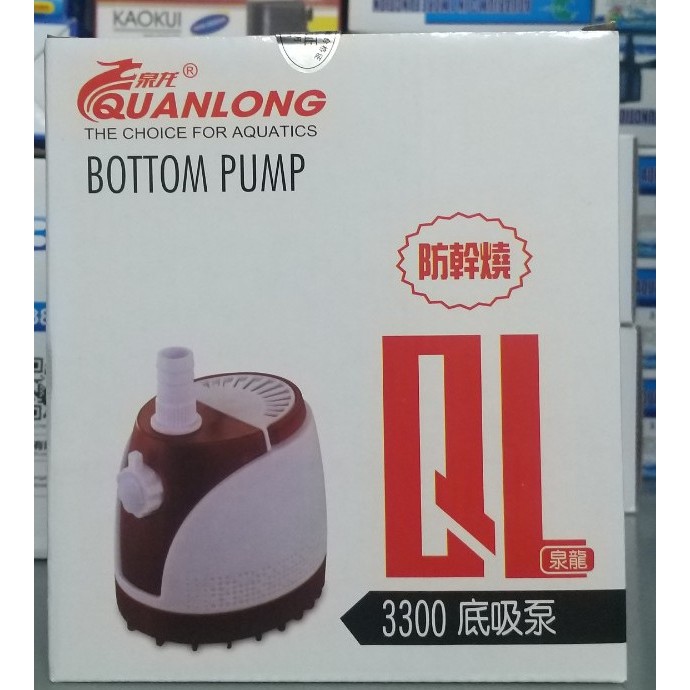 KAOKUI
泉龙®
QUANLONG
THE CHOICE FOR AQUATICS
BOTTOM PUMP
防幹燒
QL
泉龍
3300 底吸泵